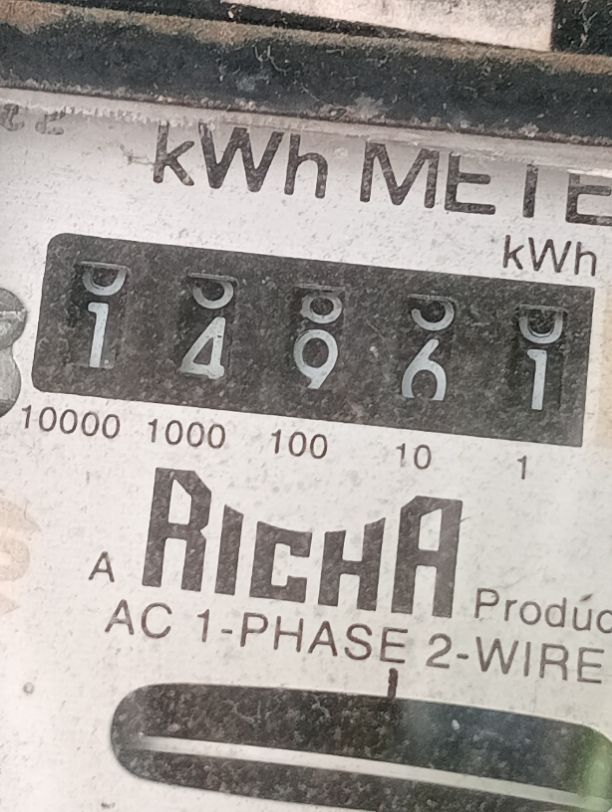 kWh METE
kWh
1 4 9 6 1
10000 1000 100 10 1
A RICHA Produc
AC 1-PHASE 2-WIRE